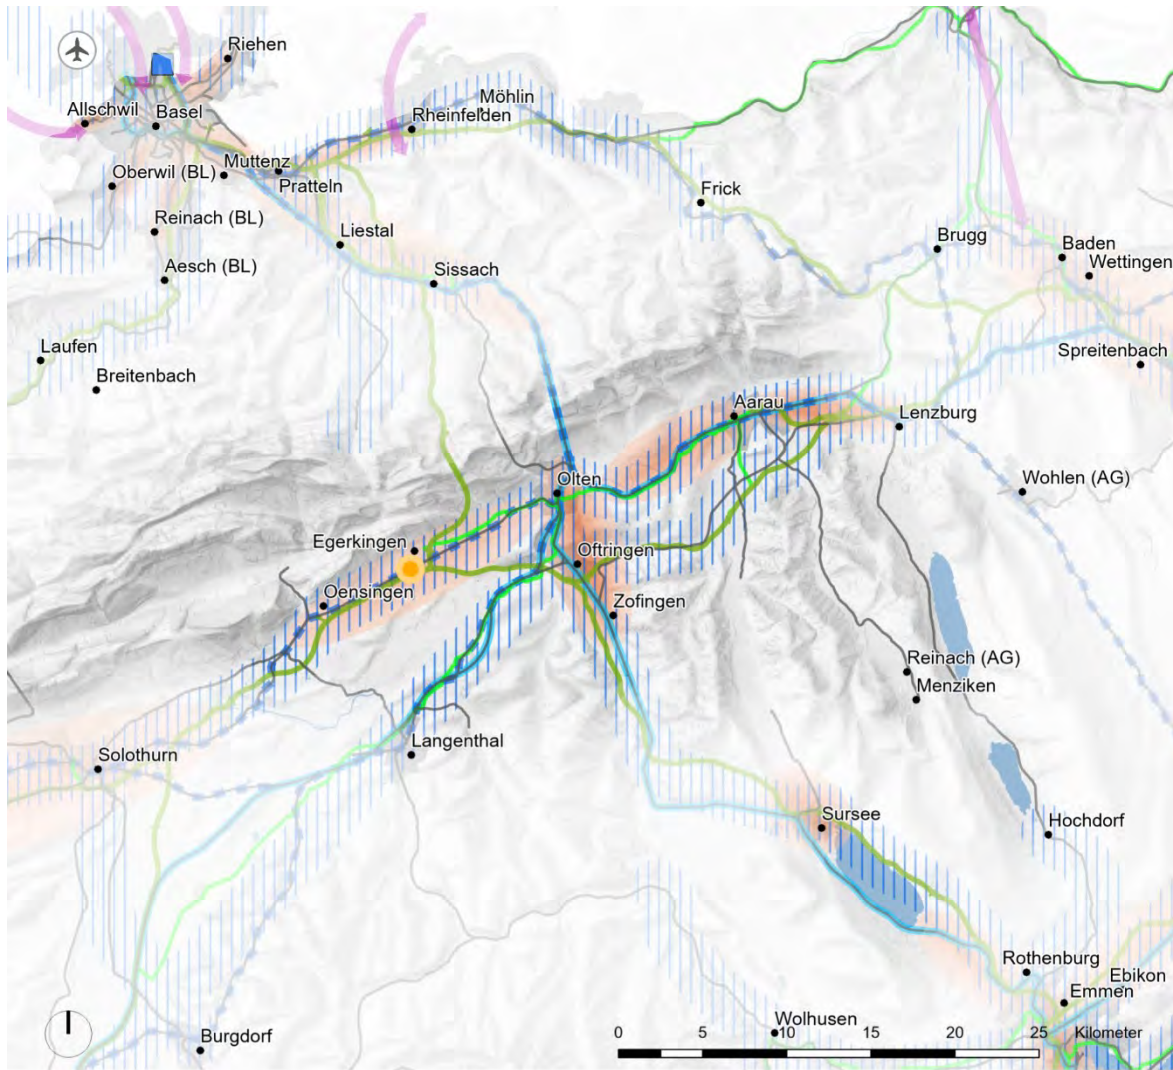 Riehen
Möhlin
Allschwil
Basel
Rheinfelden
Muttenz
Oberwil (BL)
Pratteln
Frick
Reinach (BL)
Liestal
Brugg
Baden
Wettingen
Aesch (BL)
Sissach
Laufen
Spreitenbach
Breitenbach
Aarau
Lenzburg
Olten
Wohlen (AG)
Egerkingen
Oftringen
Oensingen
Zofingen
Reinach (AG)
Menziken
Langenthal
Solothurn
Sursee
Hochdorf
Rothenburg
Ebikon
Emmen
Wolhusen
Burgdorf
0 5 10 15 20 25 Kilometer